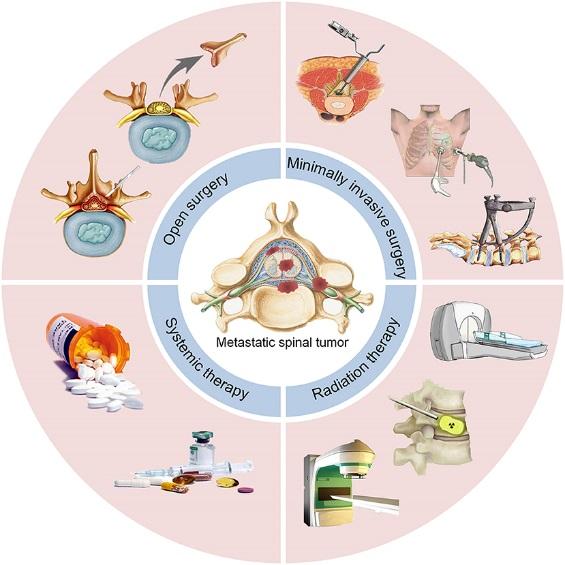 Open surgery
Minimally invasive surgery
Metastatic spinal tumor
Systemic therapy
Radiation therapy